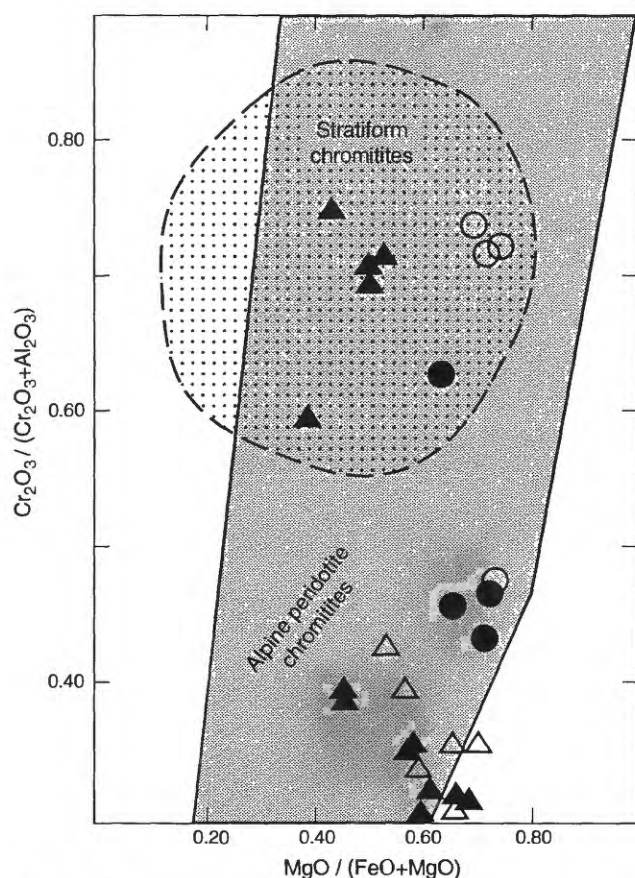 0.80
0.60
0.40
Cr₂O₃ / (Cr₂O₃+Al₂O₃)
Stratiform
chromitites
Alpine peridotite
chromitites
0.20 0.40 0.60 0.80
MgO / (FeO+MgO)